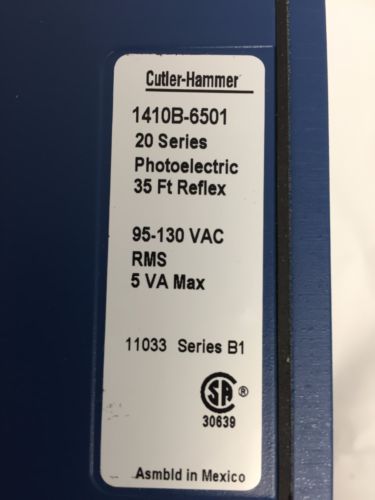 Cutler-Hammer
1410B-6501
20 Series
Photoelectric
35 Ft Reflex
95-130 VAC
RMS
5 VA Max
11033 Series B1
SA ®
30639
Asmbld in Mexico